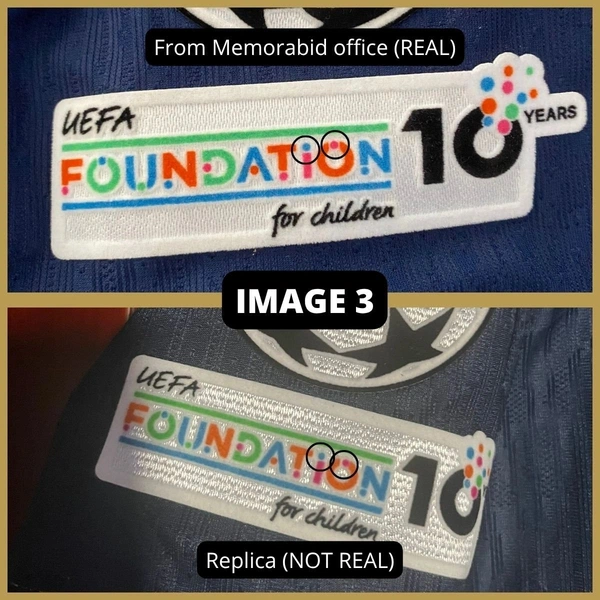 From Memorabid office (REAL)
UEFA
FOUNDATION
for children
10 YEARS
IMAGE 3
UEFA
FOUNDATION
for children
10
Replica (NOT REAL)